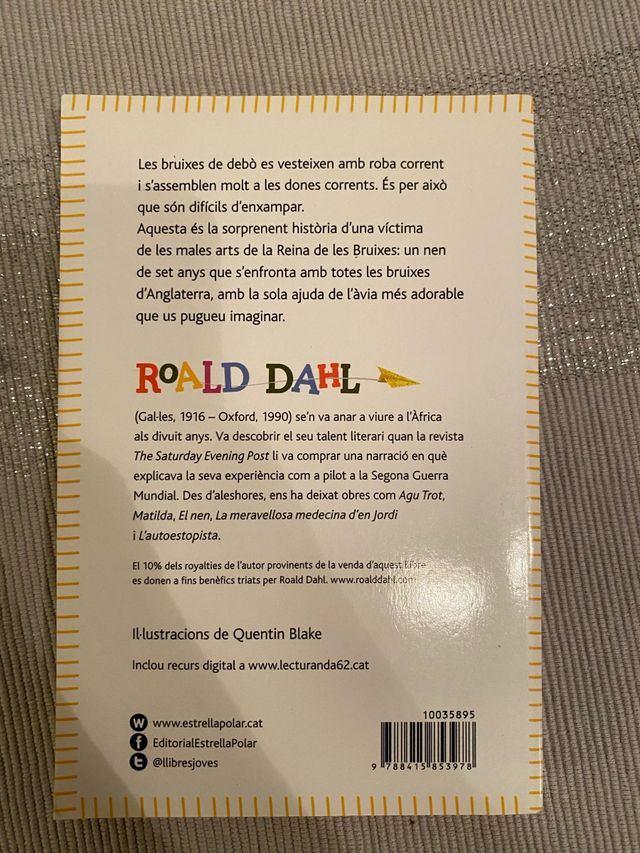 Les bruixes de debò es vesteixen amb roba corrent
i s'assemblen molt a les dones corrents. És per això
que són difícils d'enxampar.
Aquesta és la sorprenent història d'una víctima
de les males arts de la Reina de les Bruixes: un nen
de set anys que s'enfronta amb totes les bruixes
d'Anglaterra, amb la sola ajuda de l'àvia més adorable
que us pugueu imaginar.
ROALD DAHL
(Gal·les, 1916 – Oxford, 1990) se'n va anar a viure a l'Àfrica
als divuit anys. Va descobrir el seu talent literari quan la revista
The Saturday Evening Post li va comprar una narració en què
explicava la seva experiència com a pilot a la Segona Guerra
Mundial. Des d'aleshores, ens ha deixat obres com Agu Trot,
Matilda, El nen, La meravellosa medecina d'en Jordi
i L'autoestopista.
El 10% dels royalties de l'autor provinents de la venda d'aquest llibre
es donen a fins benèfics triats per Roald Dahl. www.roalddahl.com
Il·lustracions de Quentin Blake
Inclou recurs digital a www.lecturanda62.cat
W www.estrellapolar.cat
f EditorialEstrellaPolar
t @llibresjoves
10035895
9 788415 853978